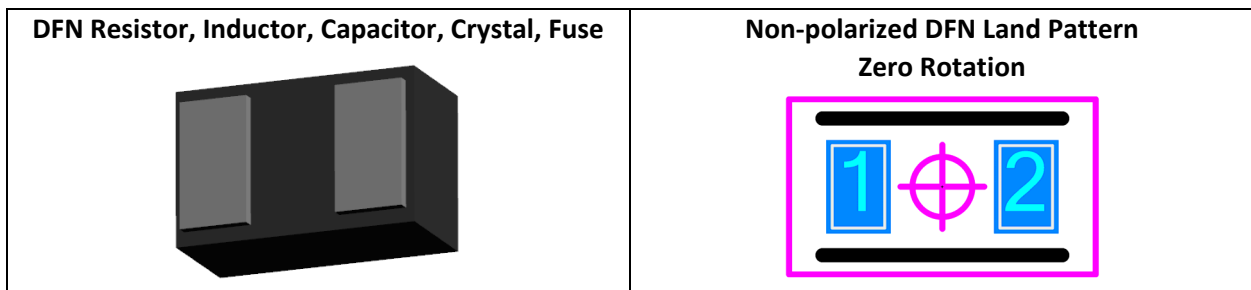 DFN Resistor, Inductor, Capacitor, Crystal, Fuse
Non-polarized DFN Land Pattern
Zero Rotation
1 2